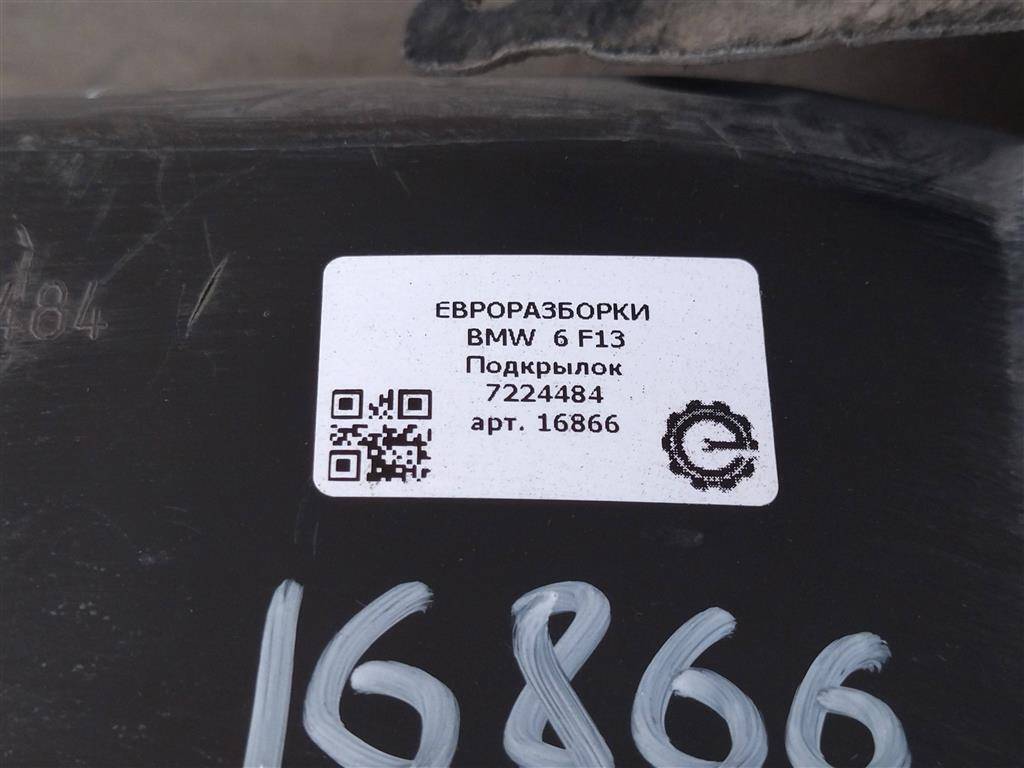 484
ЕВРОРАЗБОРКИ
BMW 6 F13
Подкрылок
7224484
арт. 16866
16866